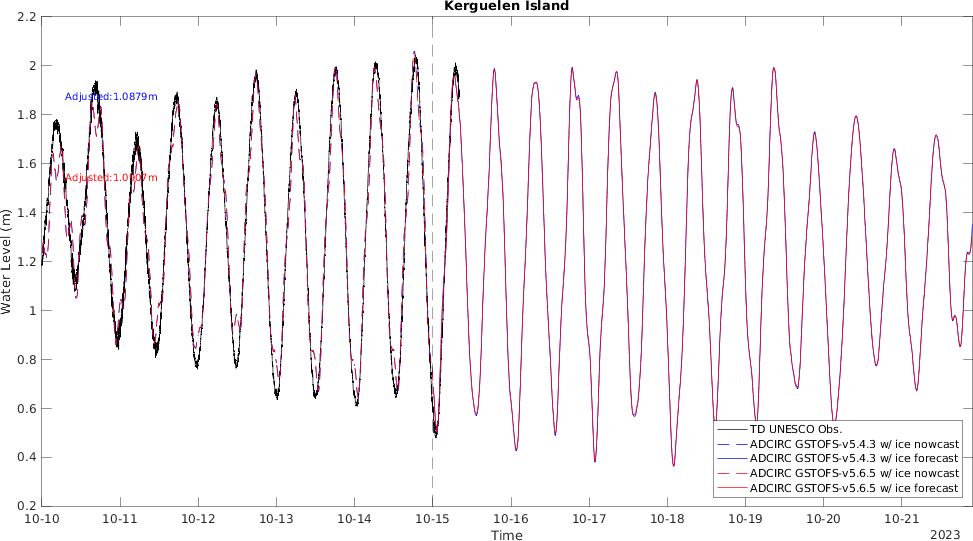 Kerguelen Island
2.2
2
1.8
1.6
1.4
1.2
1
0.8
0.6
0.4
0.2
Water Level (m)
Adjusted:1.0879m
Adjusted:1.0907m
TD UNESCO Obs.
ADCIRC GSTOFS-v5.4.3 w/ ice nowcast
ADCIRC GSTOFS-v5.4.3 w/ ice forecast
ADCIRC GSTOFS-v5.6.5 w/ ice nowcast
ADCIRC GSTOFS-v5.6.5 w/ ice forecast
10-10 10-11 10-12 10-13 10-14 10-15 10-16 10-17 10-18 10-19 10-20 10-21
Time
2023